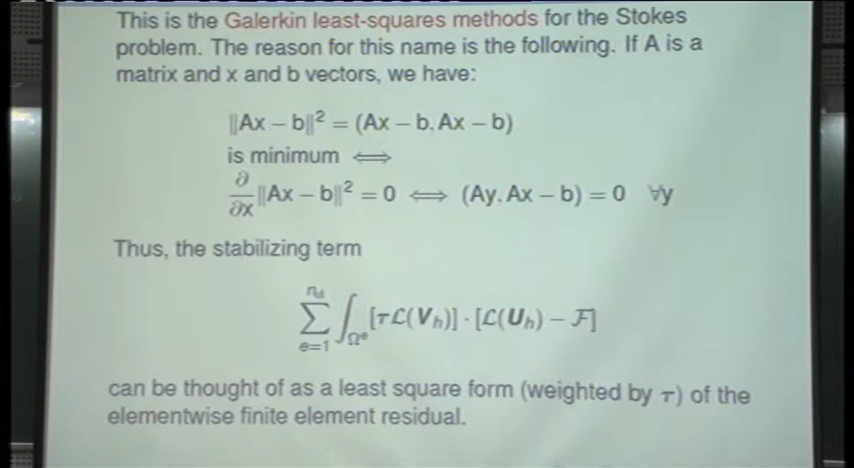 This is the Galerkin least-squares methods for the Stokes
problem. The reason for this name is the following. If A is a
matrix and x and b vectors, we have:
‖Ax – b‖² = (Ax – b, Ax – b)
is minimum ⟺
∂/∂x ‖Ax – b‖² = 0 ⟺ (Ay, Ax – b) = 0 ∀y
Thus, the stabilizing term
∑_{e=1}^{n_{el}} ∫_{Ω^e} [τℒ(V_h)] · [ℒ(U_h) – ℱ]
can be thought of as a least square form (weighted by τ) of the
elementwise finite element residual.